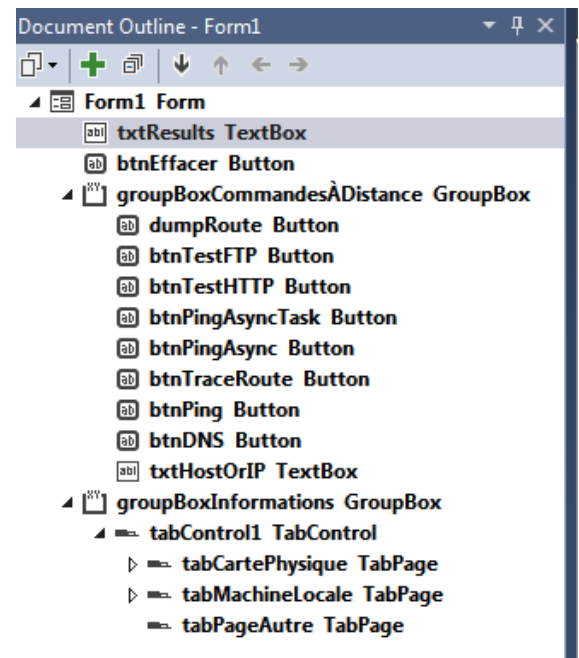 Document Outline - Form1
Form1 Form
txtResults TextBox
btnEffacer Button
groupBoxCommandesÀDistance GroupBox
dumpRoute Button
btnTestFTP Button
btnTestHTTP Button
btnPingAsyncTask Button
btnPingAsync Button
btnTraceRoute Button
btnPing Button
btnDNS Button
txtHostOrIP TextBox
groupBoxInformations GroupBox
tabControl1 TabControl
tabCartePhysique TabPage
tabMachineLocale TabPage
tabPageAutre TabPage